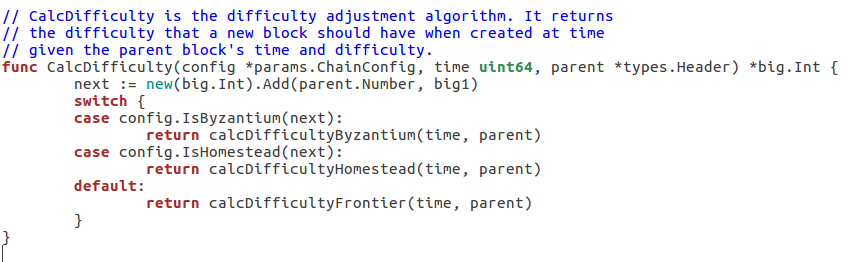 // CalcDifficulty is the difficulty adjustment algorithm. It returns
// the difficulty that a new block should have when created at time
// given the parent block's time and difficulty.
func CalcDifficulty(config *params.ChainConfig, time uint64, parent *types.Header) *big.Int {
        next := new(big.Int).Add(parent.Number, big1)
        switch {
        case config.IsByzantium(next):
                return calcDifficultyByzantium(time, parent)
        case config.IsHomestead(next):
                return calcDifficultyHomestead(time, parent)
        default:
                return calcDifficultyFrontier(time, parent)
        }
}